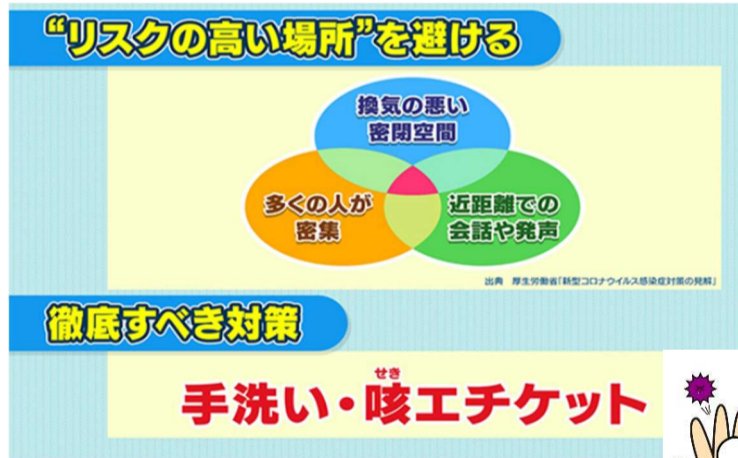 “リスクの高い場所”を避ける
換気の悪い
密閉空間
多くの人が
密集
近距離での
会話や発声
出典 厚生労働省「新型コロナウイルス感染症対策の見解」
徹底すべき対策
せき
手洗い・咳エチケット